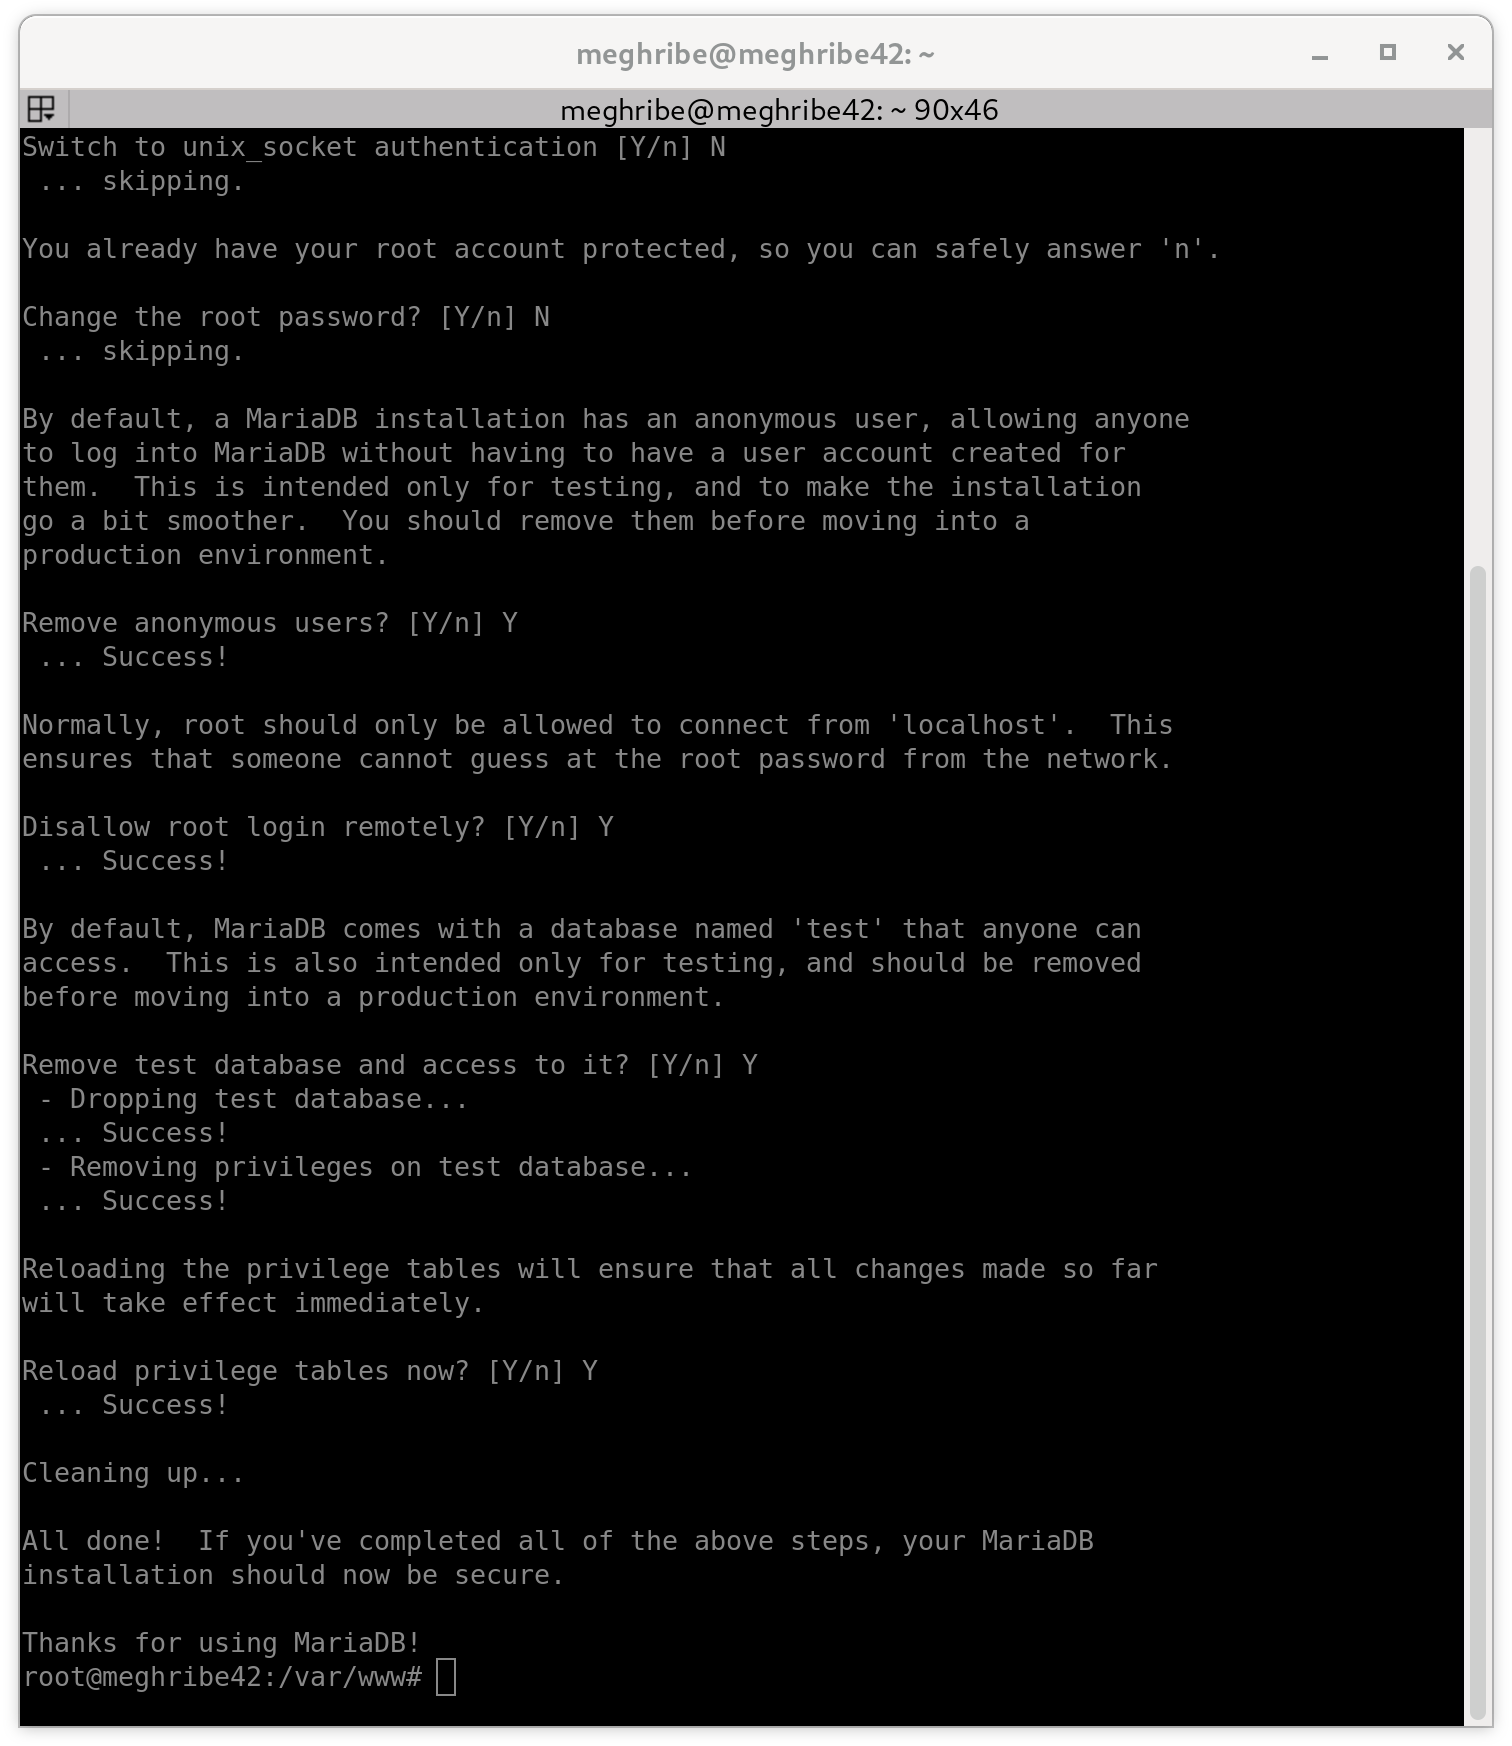 meghribe@meghribe42: ~
meghribe@meghribe42: ~ 90x46
Switch to unix_socket authentication [Y/n] N
 ... skipping.

You already have your root account protected, so you can safely answer 'n'.

Change the root password? [Y/n] N
 ... skipping.

By default, a MariaDB installation has an anonymous user, allowing anyone
to log into MariaDB without having to have a user account created for
them.  This is intended only for testing, and to make the installation
go a bit smoother.  You should remove them before moving into a
production environment.

Remove anonymous users? [Y/n] Y
 ... Success!

Normally, root should only be allowed to connect from 'localhost'.  This
ensures that someone cannot guess at the root password from the network.

Disallow root login remotely? [Y/n] Y
 ... Success!

By default, MariaDB comes with a database named 'test' that anyone can
access.  This is also intended only for testing, and should be removed
before moving into a production environment.

Remove test database and access to it? [Y/n] Y
 - Dropping test database...
 ... Success!
 - Removing privileges on test database...
 ... Success!

Reloading the privilege tables will ensure that all changes made so far
will take effect immediately.

Reload privilege tables now? [Y/n] Y
 ... Success!

Cleaning up...

All done!  If you've completed all of the above steps, your MariaDB
installation should now be secure.

Thanks for using MariaDB!
root@meghribe42:/var/www#